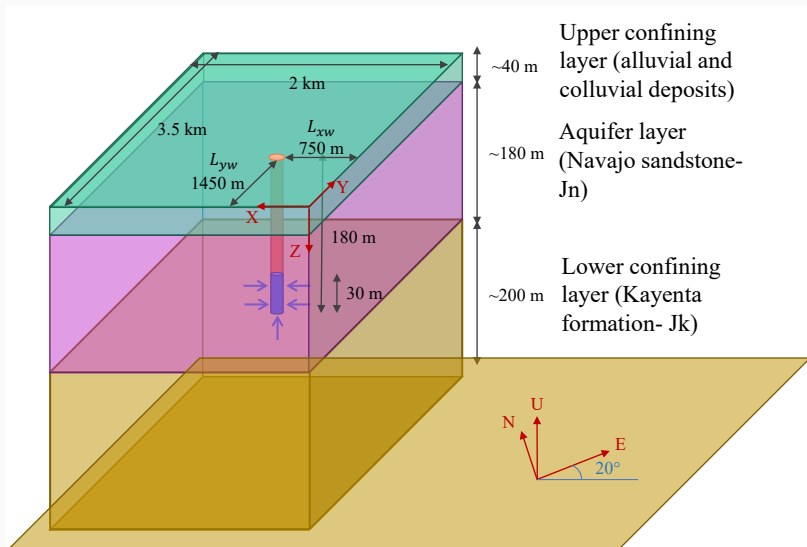 Upper confining
layer (alluvial and
colluvial deposits)
~40 m
2 km
3.5 km
Aquifer layer
(Navajo sandstone-
Jn)
~180 m
L_xw
750 m
L_yw
1450 m
Y
X
Z
180 m
30 m
Lower confining
layer (Kayenta
formation- Jk)
~200 m
U
N
E
20°